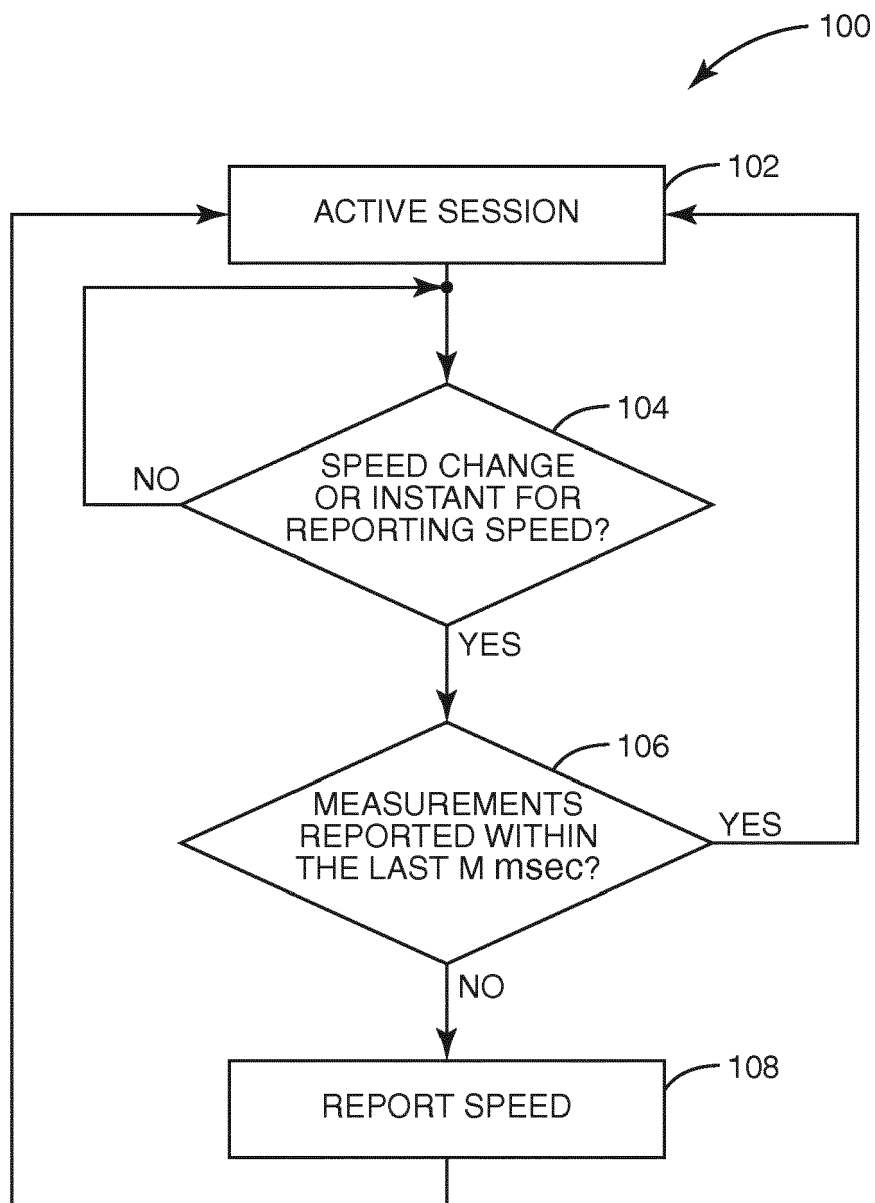 100
102
ACTIVE SESSION
104
SPEED CHANGE
OR INSTANT FOR
REPORTING SPEED?
NO
YES
106
MEASUREMENTS
REPORTED WITHIN
THE LAST M msec?
YES
NO
108
REPORT SPEED